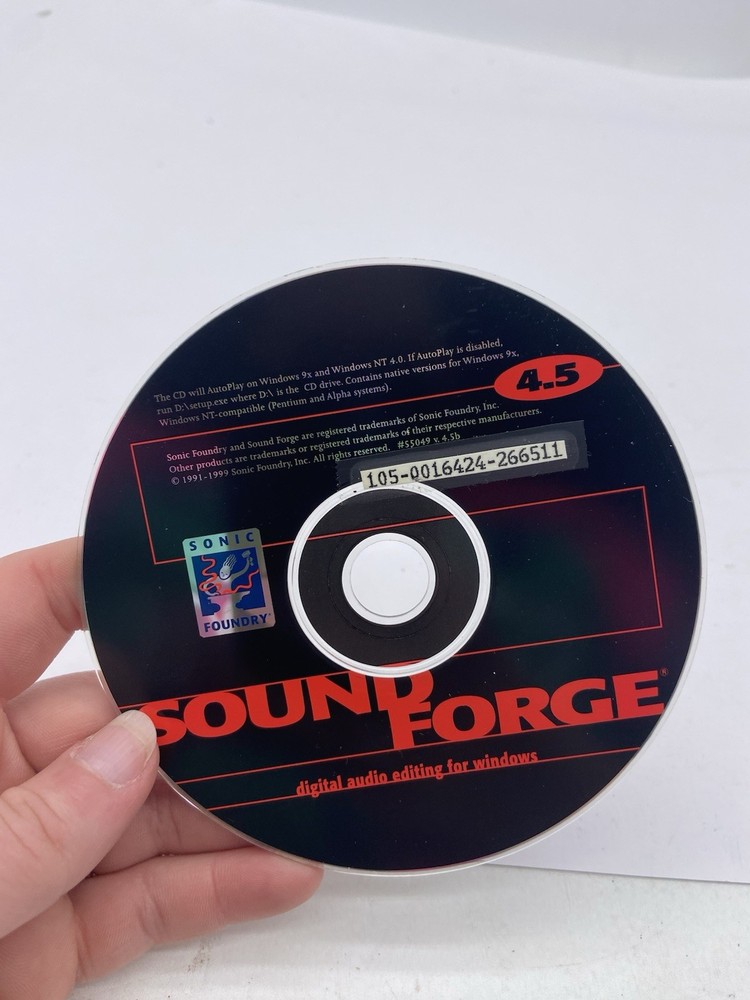 The CD will AutoPlay on Windows 9x and Windows NT 4.0. If AutoPlay is disabled,
run D:\setup.exe where D:\ is the CD drive. Contains native versions for Windows 9x,
Windows NT-compatible (Pentium and Alpha systems).
4.5
Sonic Foundry and Sound Forge are registered trademarks of Sonic Foundry, Inc.
Other products are trademarks or registered trademarks of their respective manufacturers.
© 1991-1999 Sonic Foundry, Inc. All rights reserved. #55049 v. 4.5b
105-0016424-266511
SONIC
FOUNDRY
SOUND
FORGE®
digital audio editing for windows